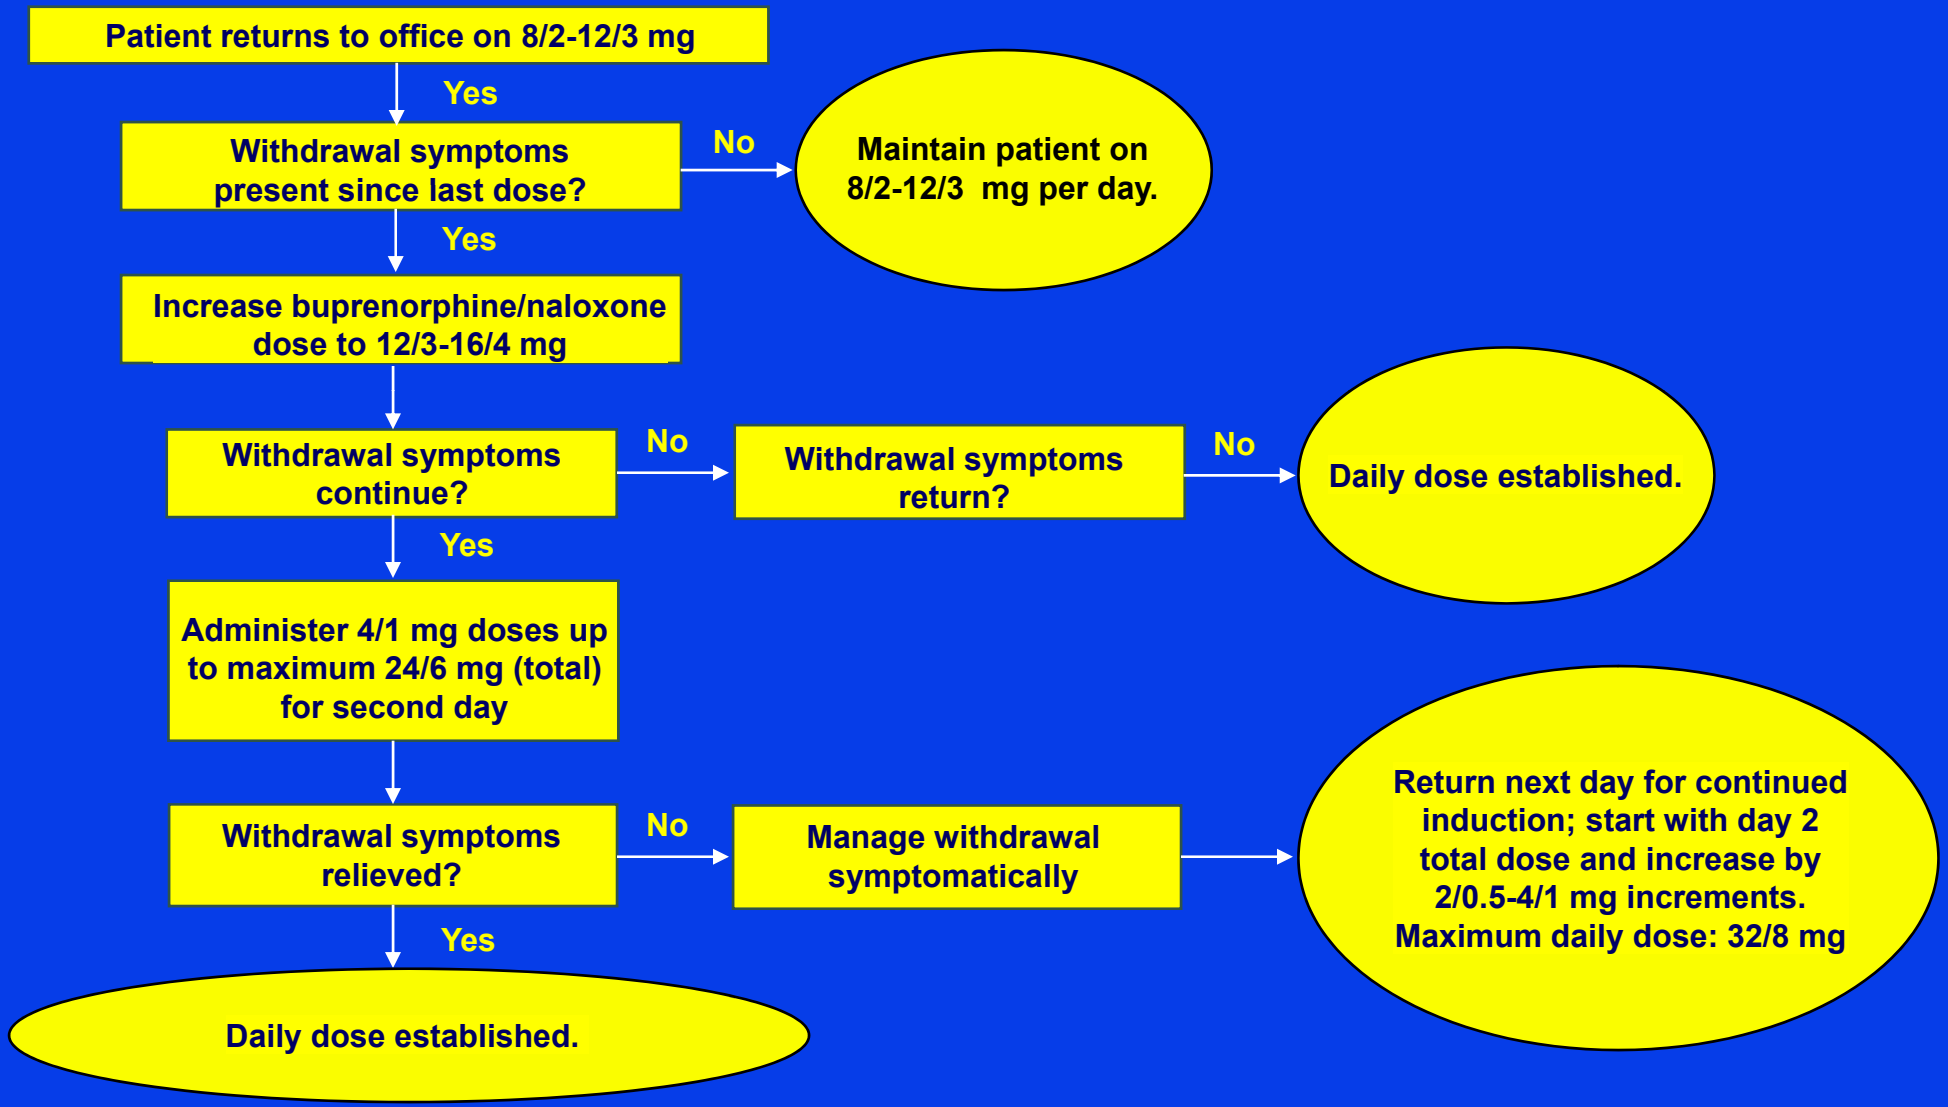 Patient returns to office on 8/2-12/3 mg
Yes
Withdrawal symptoms
present since last dose?
No
Maintain patient on
8/2-12/3 mg per day.
Yes
Increase buprenorphine/naloxone
dose to 12/3-16/4 mg
Withdrawal symptoms
continue?
No
Withdrawal symptoms
return?
No
Daily dose established.
Yes
Administer 4/1 mg doses up
to maximum 24/6 mg (total)
for second day
Withdrawal symptoms
relieved?
No
Manage withdrawal
symptomatically
Return next day for continued
induction; start with day 2
total dose and increase by
2/0.5-4/1 mg increments.
Maximum daily dose: 32/8 mg
Yes
Daily dose established.